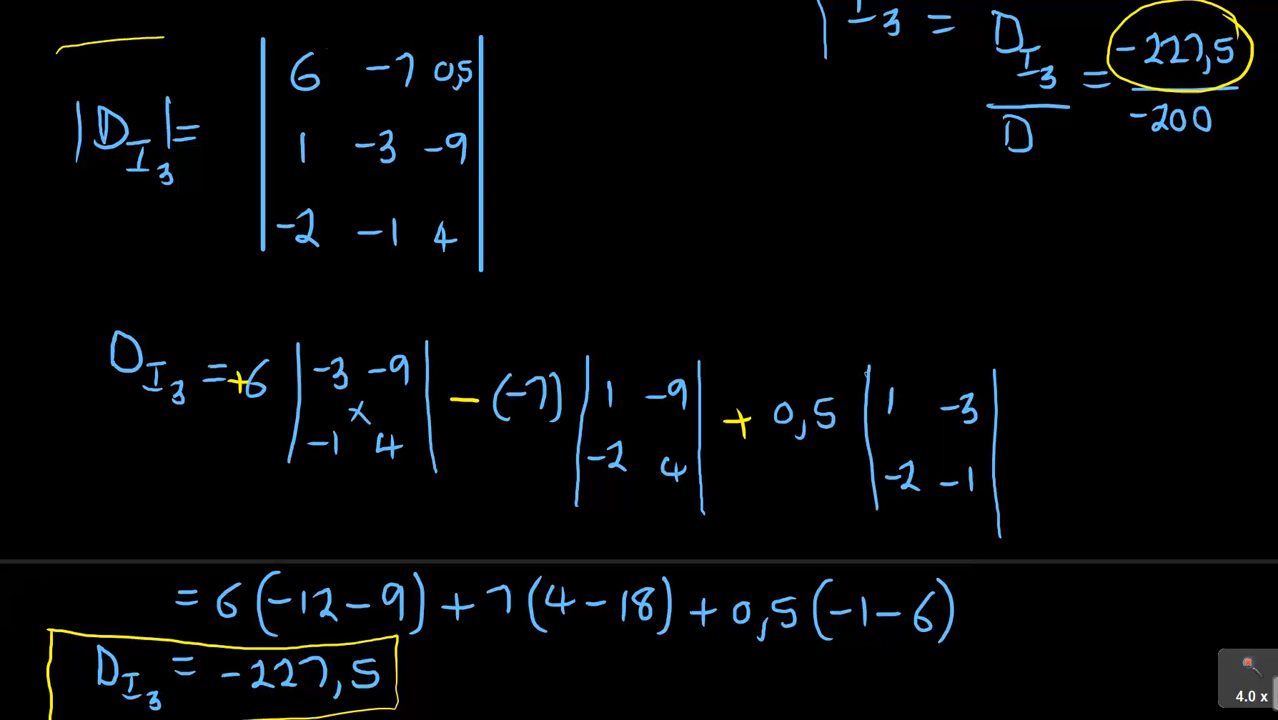 I₃ = D_I₃ / D = -227,5 / -200
|D_I₃| = | 6 -7 0,5 |
| 1 -3 -9 |
| -2 -1 4 |
D_I₃ = +6 | -3 -9 | - (-7) | 1 -9 | + 0,5 | 1 -3 |
x
| -1 4 | | -2 4 | | -2 -1 |
= 6(-12-9) + 7(4-18) + 0,5(-1-6)
D_I₃ = -227,5
4.0 x